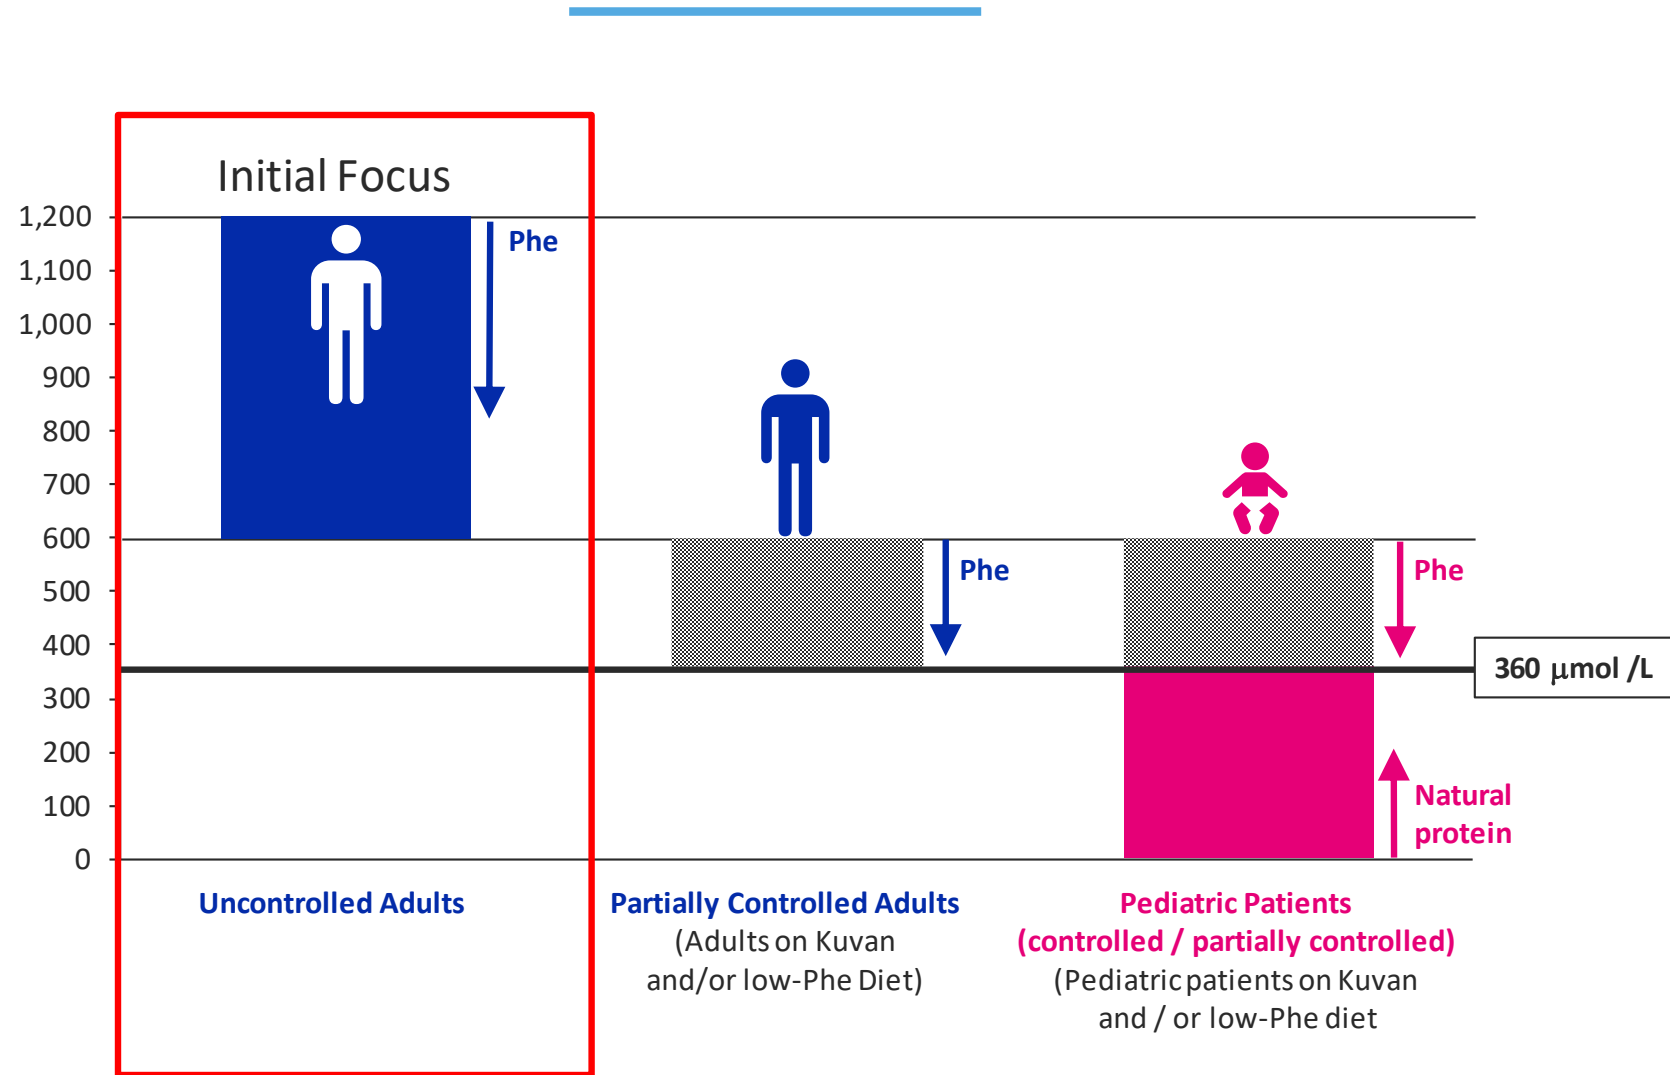 Initial Focus
1,200
1,100
1,000
900
800
700
600
500
400
300
200
100
0
Phe
Phe
Phe
360 μmol /L
Natural
protein
Uncontrolled Adults
Partially Controlled Adults
(Adults on Kuvan
and/or low-Phe Diet)
Pediatric Patients
(controlled / partially controlled)
(Pediatric patients on Kuvan
and / or low-Phe diet